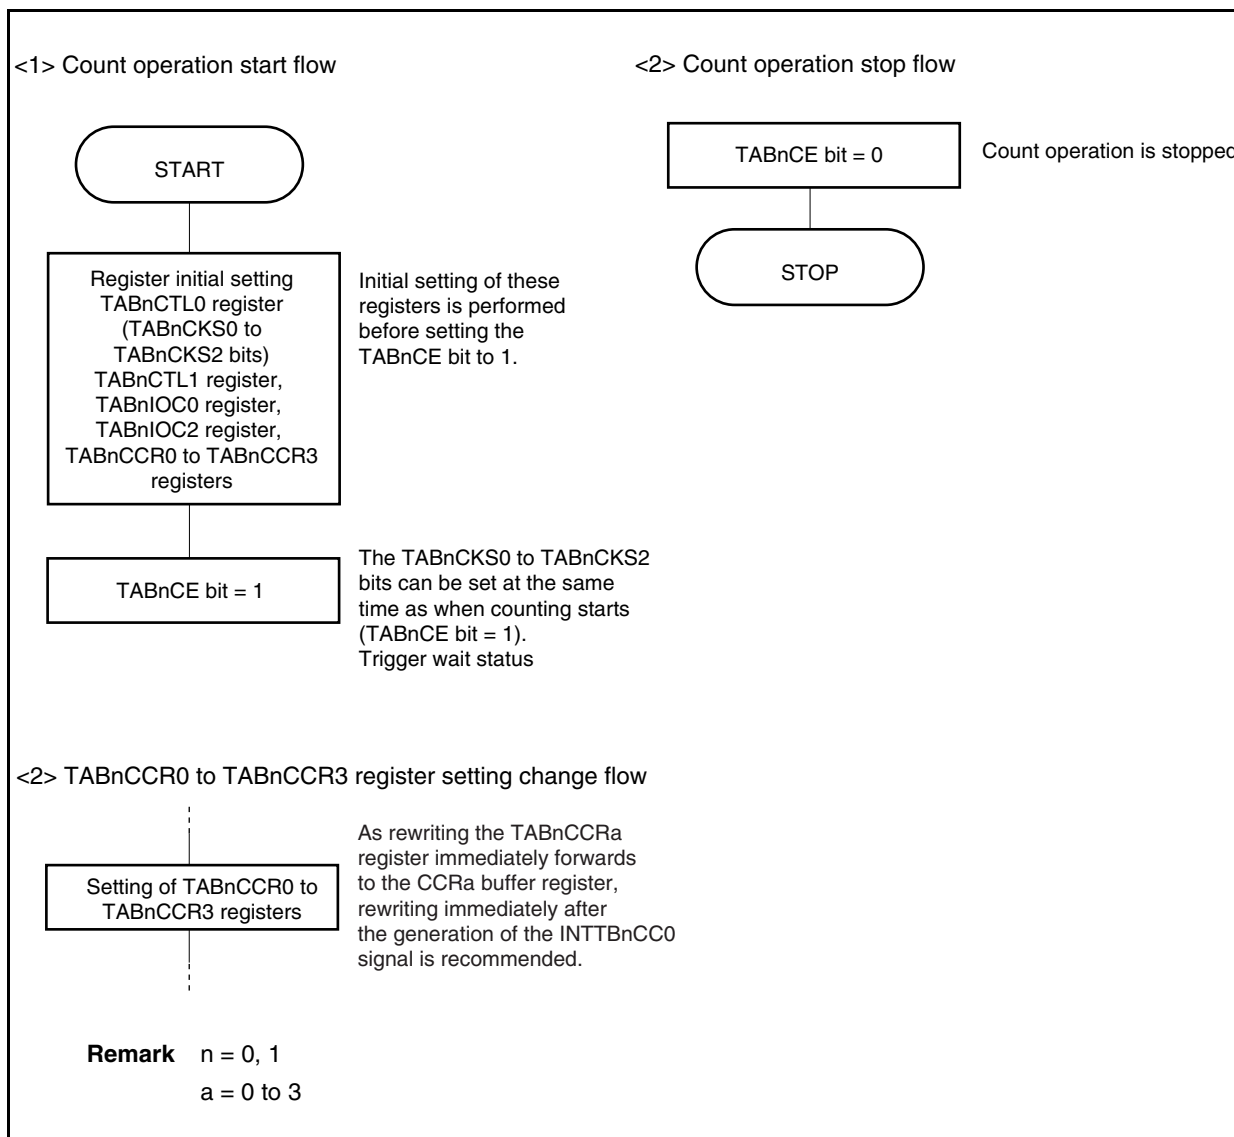 <1> Count operation start flow
START
Register initial setting
TABnCTL0 register
(TABnCKS0 to
TABnCKS2 bits)
TABnCTL1 register,
TABnIOC0 register,
TABnIOC2 register,
TABnCCR0 to TABnCCR3
registers
Initial setting of these
registers is performed
before setting the
TABnCE bit to 1.
TABnCE bit = 1
The TABnCKS0 to TABnCKS2
bits can be set at the same
time as when counting starts
(TABnCE bit = 1).
Trigger wait status
<2> Count operation stop flow
TABnCE bit = 0
Count operation is stopped
STOP
<2> TABnCCR0 to TABnCCR3 register setting change flow
Setting of TABnCCR0 to
TABnCCR3 registers
As rewriting the TABnCCRa
register immediately forwards
to the CCRa buffer register,
rewriting immediately after
the generation of the INTTBnCC0
signal is recommended.
Remark n = 0, 1
a = 0 to 3